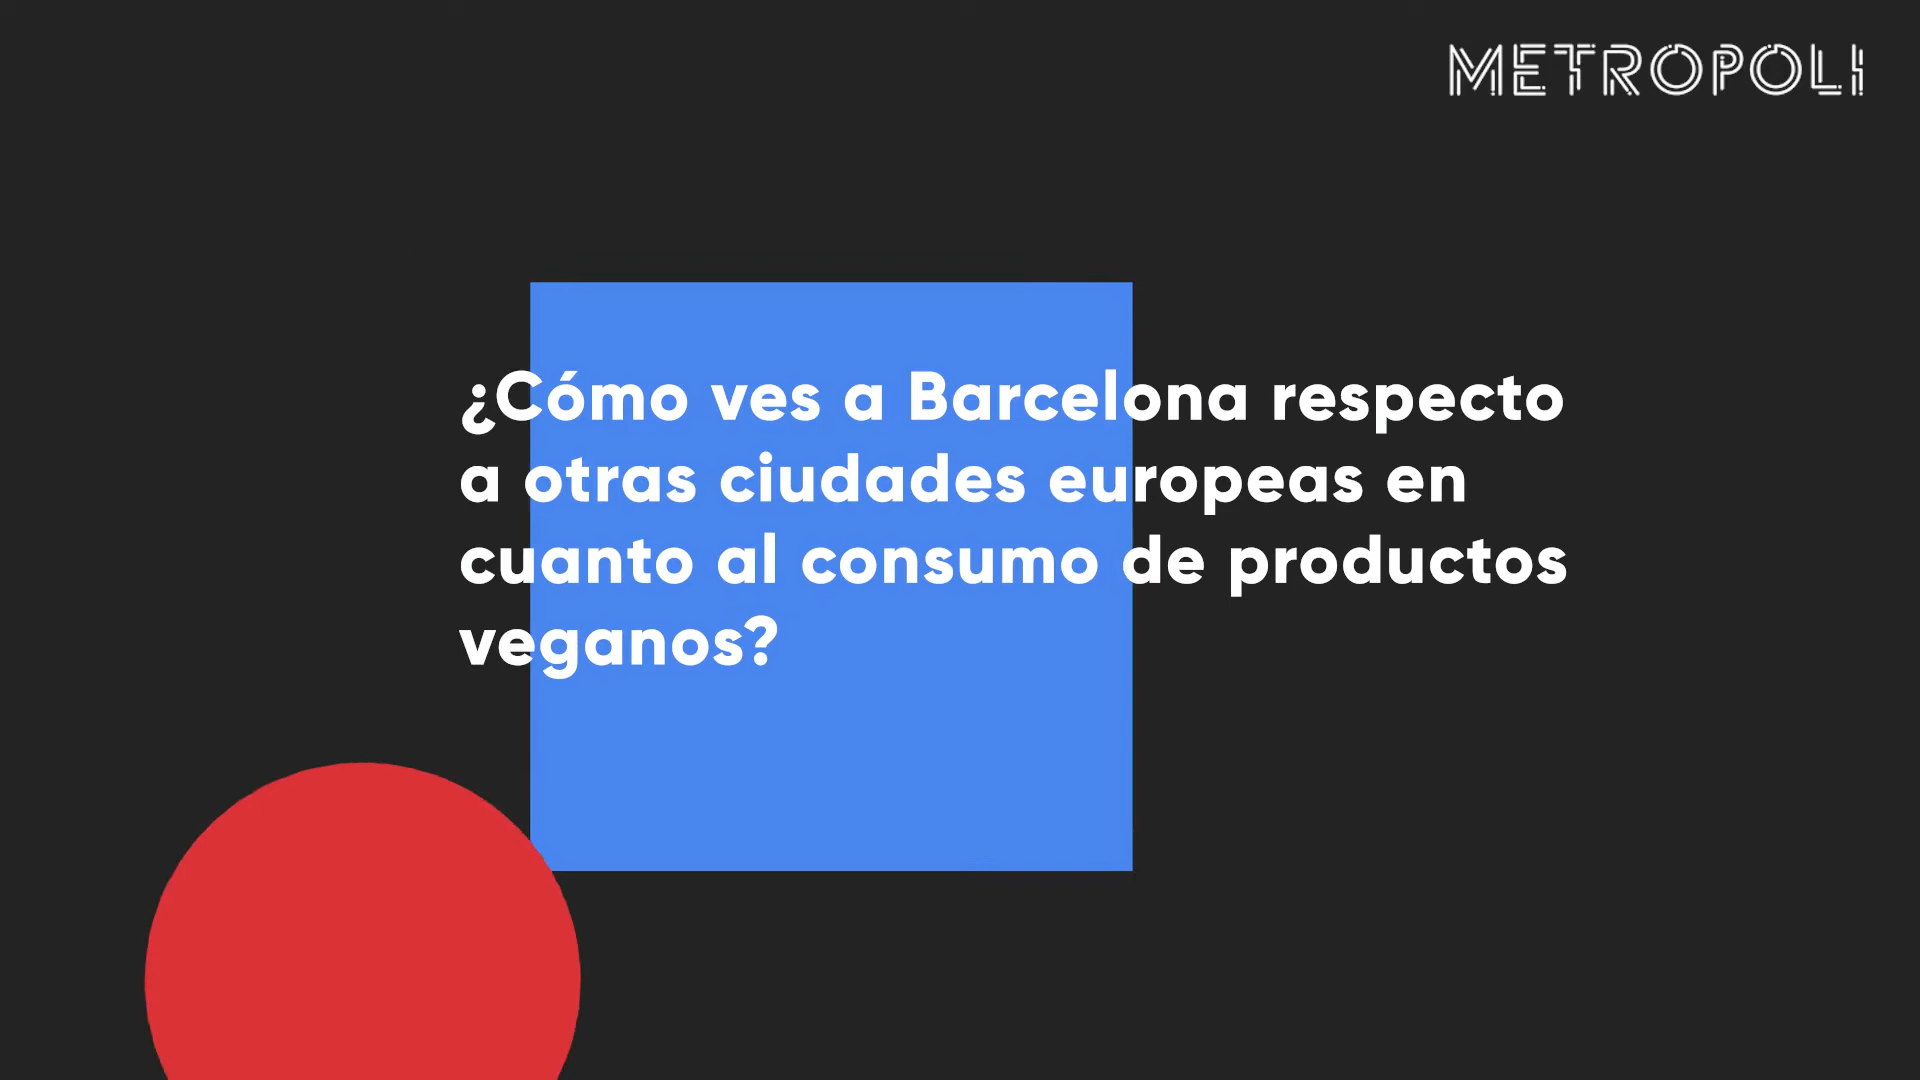 METROPOLI
¿Cómo ves a Barcelona respecto
a otras ciudades europeas en
cuanto al consumo de productos
veganos?